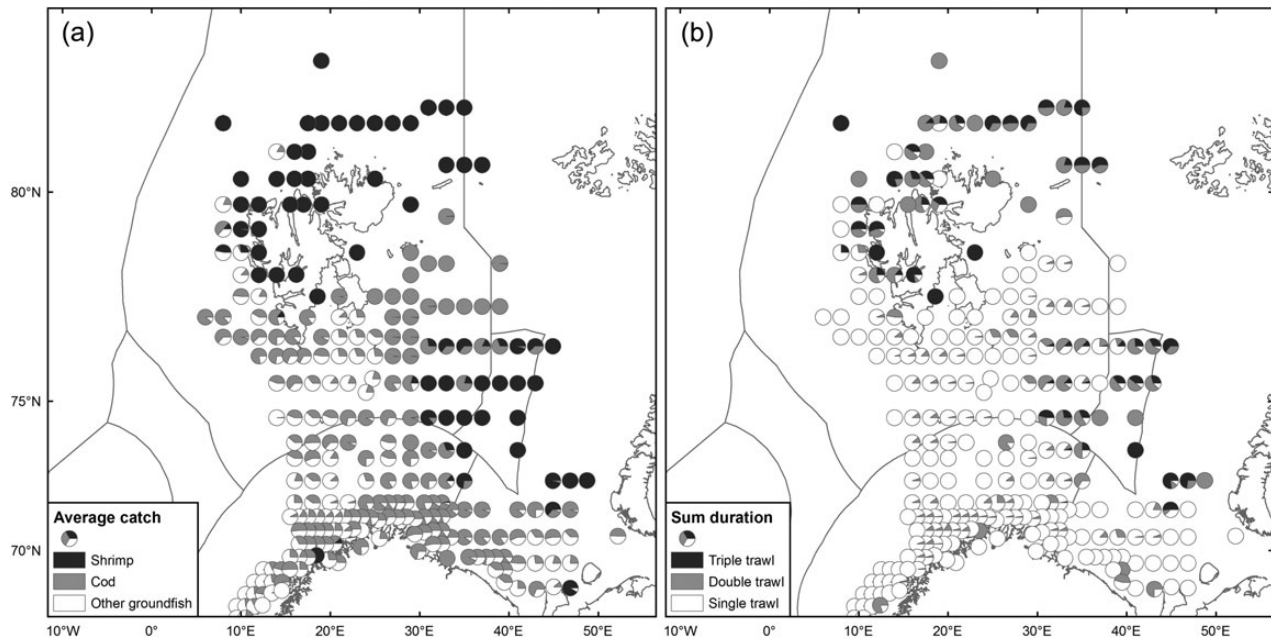 (a)
(b)
80°N
75°N
70°N
Average catch
Shrimp
Cod
Other groundfish
Sum duration
Triple trawl
Double trawl
Single trawl
10°W 0° 10°E 20°E 30°E 40°E 50°E
10°W 0° 10°E 20°E 30°E 40°E 50°E